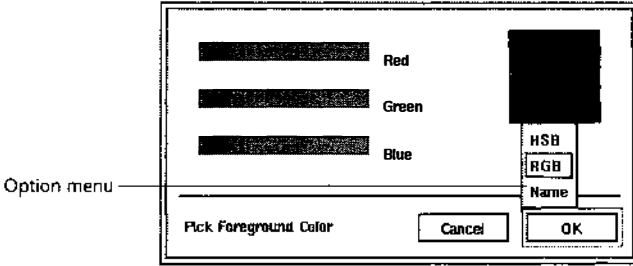 Red
Green
Blue
HSB
RGB
Name
Option menu
Pick Foreground Color
Cancel
OK